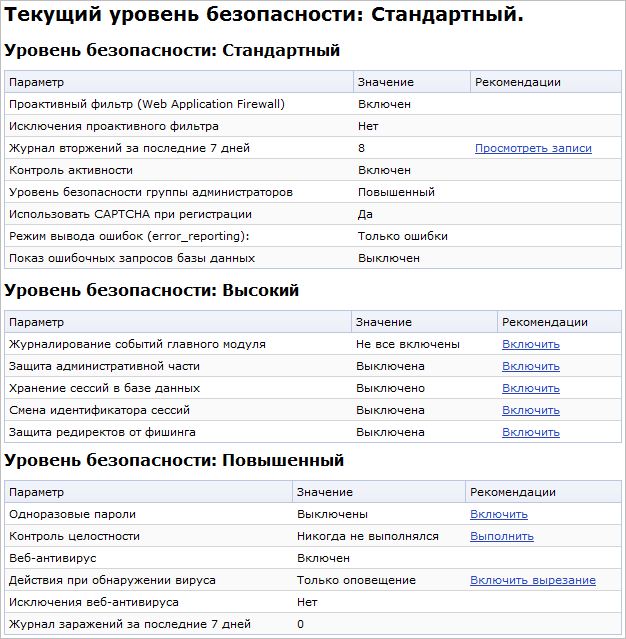 Текущий уровень безопасности: Стандартный.
Уровень безопасности: Стандартный
Параметр Значение Рекомендации
Проактивный фильтр (Web Application Firewall) Включен
Исключения проактивного фильтра Нет
Журнал вторжений за последние 7 дней 8 Просмотреть записи
Контроль активности Включен
Уровень безопасности группы администраторов Повышенный
Использовать CAPTCHA при регистрации Да
Режим вывода ошибок (error_reporting): Только ошибки
Показ ошибочных запросов базы данных Выключен
Уровень безопасности: Высокий
Параметр Значение Рекомендации
Журналирование событий главного модуля Не все включены Включить
Защита административной части Выключена Включить
Хранение сессий в базе данных Выключено Включить
Смена идентификатора сессий Выключена Включить
Защита редиректов от фишинга Выключена Включить
Уровень безопасности: Повышенный
Параметр Значение Рекомендации
Одноразовые пароли Выключены Включить
Контроль целостности Никогда не выполнялся Выполнить
Веб-антивирус Включен
Действия при обнаружении вируса Только оповещение Включить вырезание
Исключения веб-антивируса Нет
Журнал заражений за последние 7 дней 0